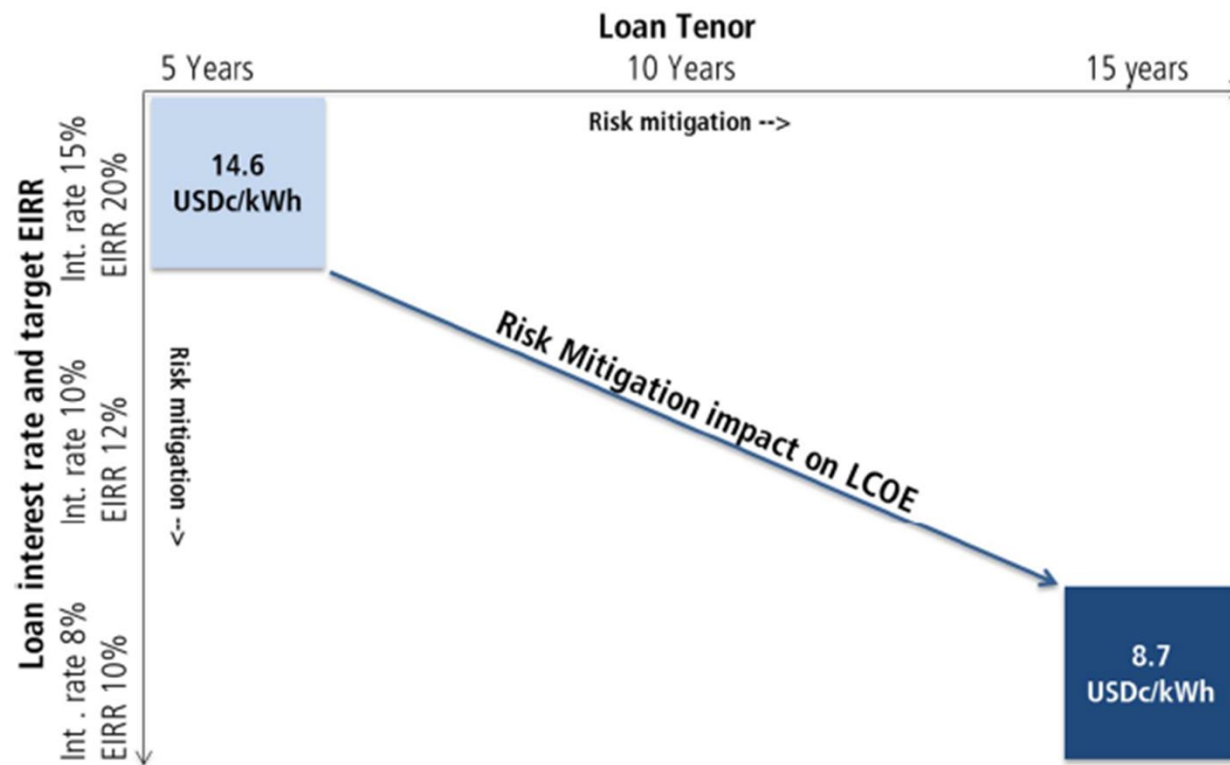 Loan Tenor
5 Years
10 Years
15 years
Risk mitigation -->
Loan interest rate and target EIRR
Int. rate 15%
EIRR 20%
Int. rate 10%
EIRR 12%
Int . rate 8%
EIRR 10%
14.6
USDc/kWh
Risk mitigation -->
Risk Mitigation impact on LCOE
8.7
USDc/kWh